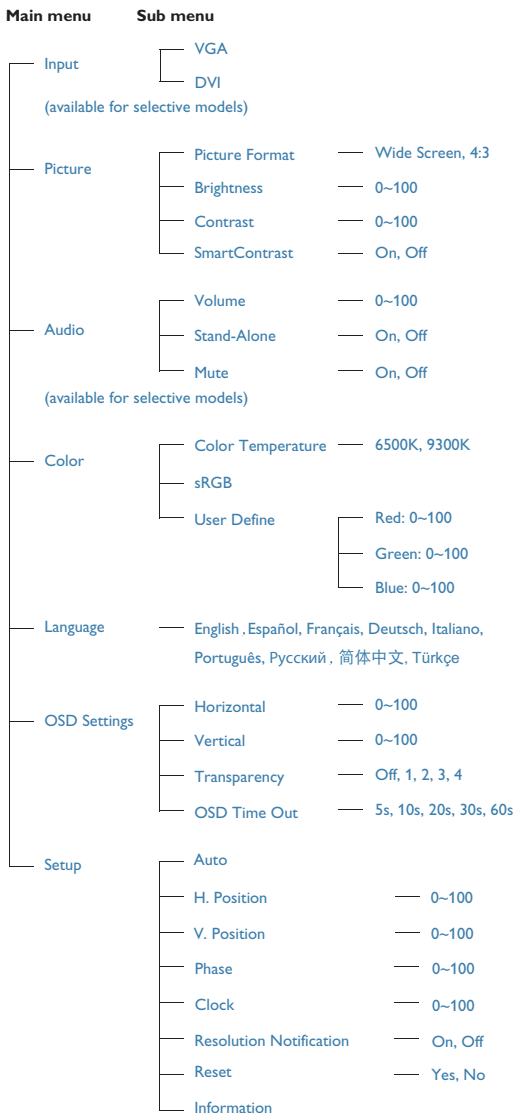 Main menu Sub menu
VGA
Input
DVI
(available for selective models)
Picture Format Wide Screen, 4:3
Picture
Brightness 0~100
Contrast 0~100
SmartContrast On, Off
Volume 0~100
Audio Stand-Alone On, Off
Mute On, Off
(available for selective models)
Color Temperature 6500K, 9300K
Color
sRGB
User Define Red: 0~100
Green: 0~100
Blue: 0~100
Language English , Español, Français, Deutsch, Italiano,
Português, Русский , 简体中文, Türkçe
Horizontal 0~100
OSD Settings
Vertical 0~100
Transparency Off, 1, 2, 3, 4
OSD Time Out 5s, 10s, 20s, 30s, 60s
Setup Auto
H. Position 0~100
V. Position 0~100
Phase 0~100
Clock 0~100
Resolution Notification On, Off
Reset Yes, No
Information